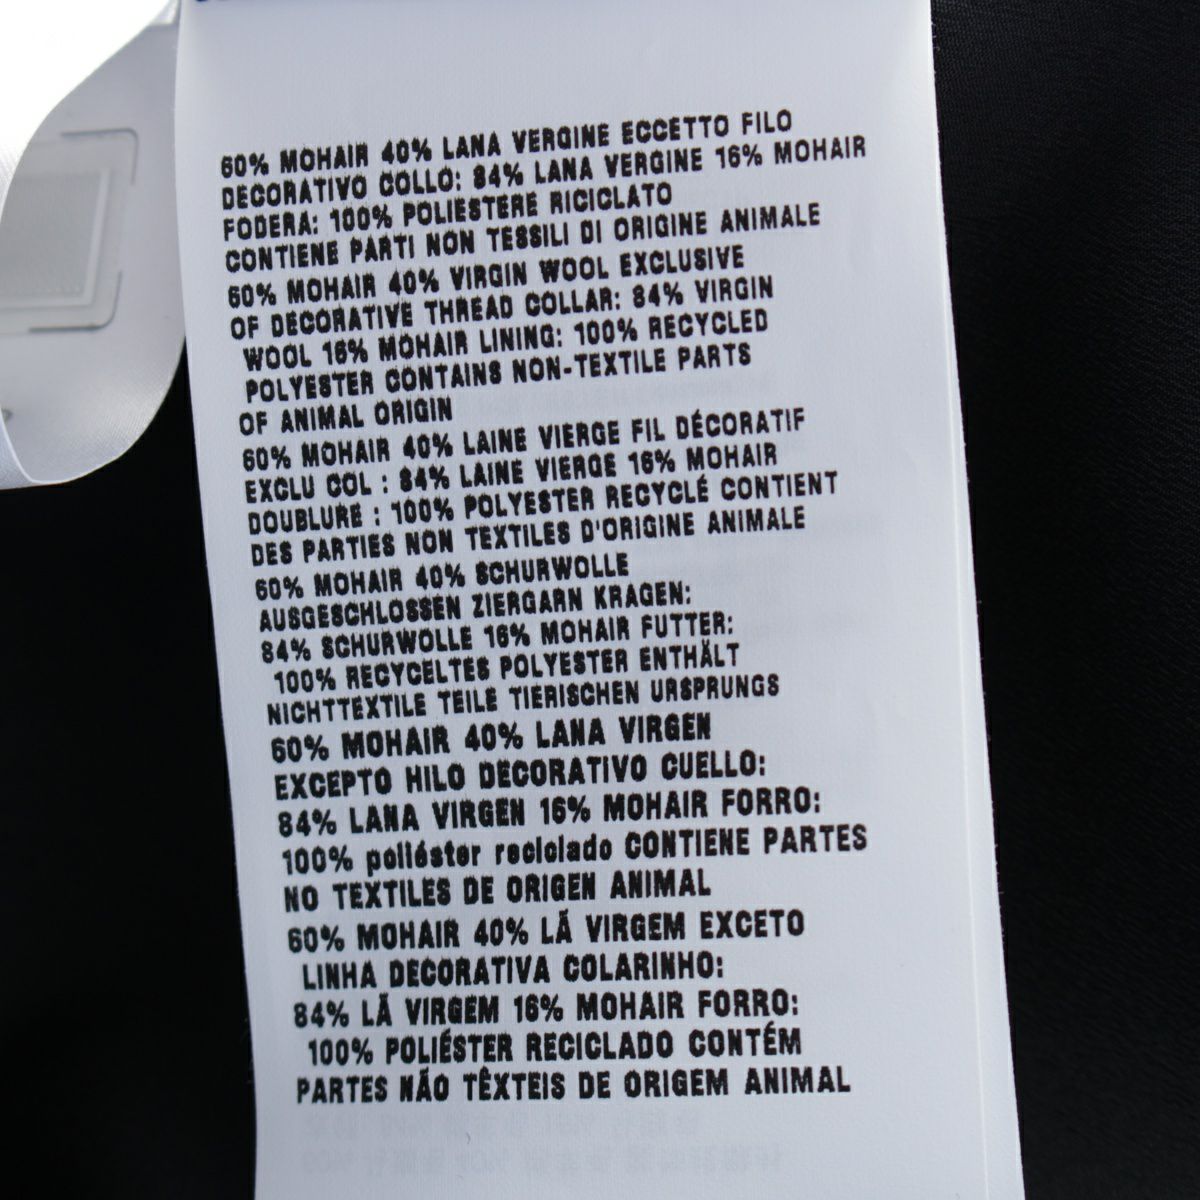 60% MOHAIR 40% LANA VERGINE ECCETTO FILO
DECORATIVO COLLO: 84% LANA VERGINE 16% MOHAIR
FODERA: 100% POLIESTERE RICICLATO
CONTIENE PARTI NON TESSILI DI ORIGINE ANIMALE
60% MOHAIR 40% VIRGIN WOOL EXCLUSIVE
OF DECORATIVE THREAD COLLAR: 84% VIRGIN
WOOL 16% MOHAIR LINING: 100% RECYCLED
POLYESTER CONTAINS NON-TEXTILE PARTS
OF ANIMAL ORIGIN
60% MOHAIR 40% LAINE VIERGE FIL DÉCORATIF
EXCLU COL : 84% LAINE VIERGE 16% MOHAIR
DOUBLURE : 100% POLYESTER RECYCLÉ CONTIENT
DES PARTIES NON TEXTILES D'ORIGINE ANIMALE
60% MOHAIR 40% SCHURWOLLE
AUSGESCHLOSSEN ZIERGARN KRAGEN:
84% SCHURWOLLE 16% MOHAIR FUTTER:
100% RECYCELTES POLYESTER ENTHÄLT
NICHTTEXTILE TEILE TIERISCHEN URSPRUNGS
60% MOHAIR 40% LANA VIRGEN
EXCEPTO HILO DECORATIVO CUELLO:
84% LANA VIRGEN 16% MOHAIR FORRO:
100% poliéster reciclado CONTIENE PARTES
NO TEXTILES DE ORIGEN ANIMAL
60% MOHAIR 40% LÃ VIRGEM EXCETO
LINHA DECORATIVA COLARINHO:
84% LÃ VIRGEM 16% MOHAIR FORRO:
100% POLIÉSTER RECICLADO CONTÉM
PARTES NÃO TÊXTEIS DE ORIGEM ANIMAL